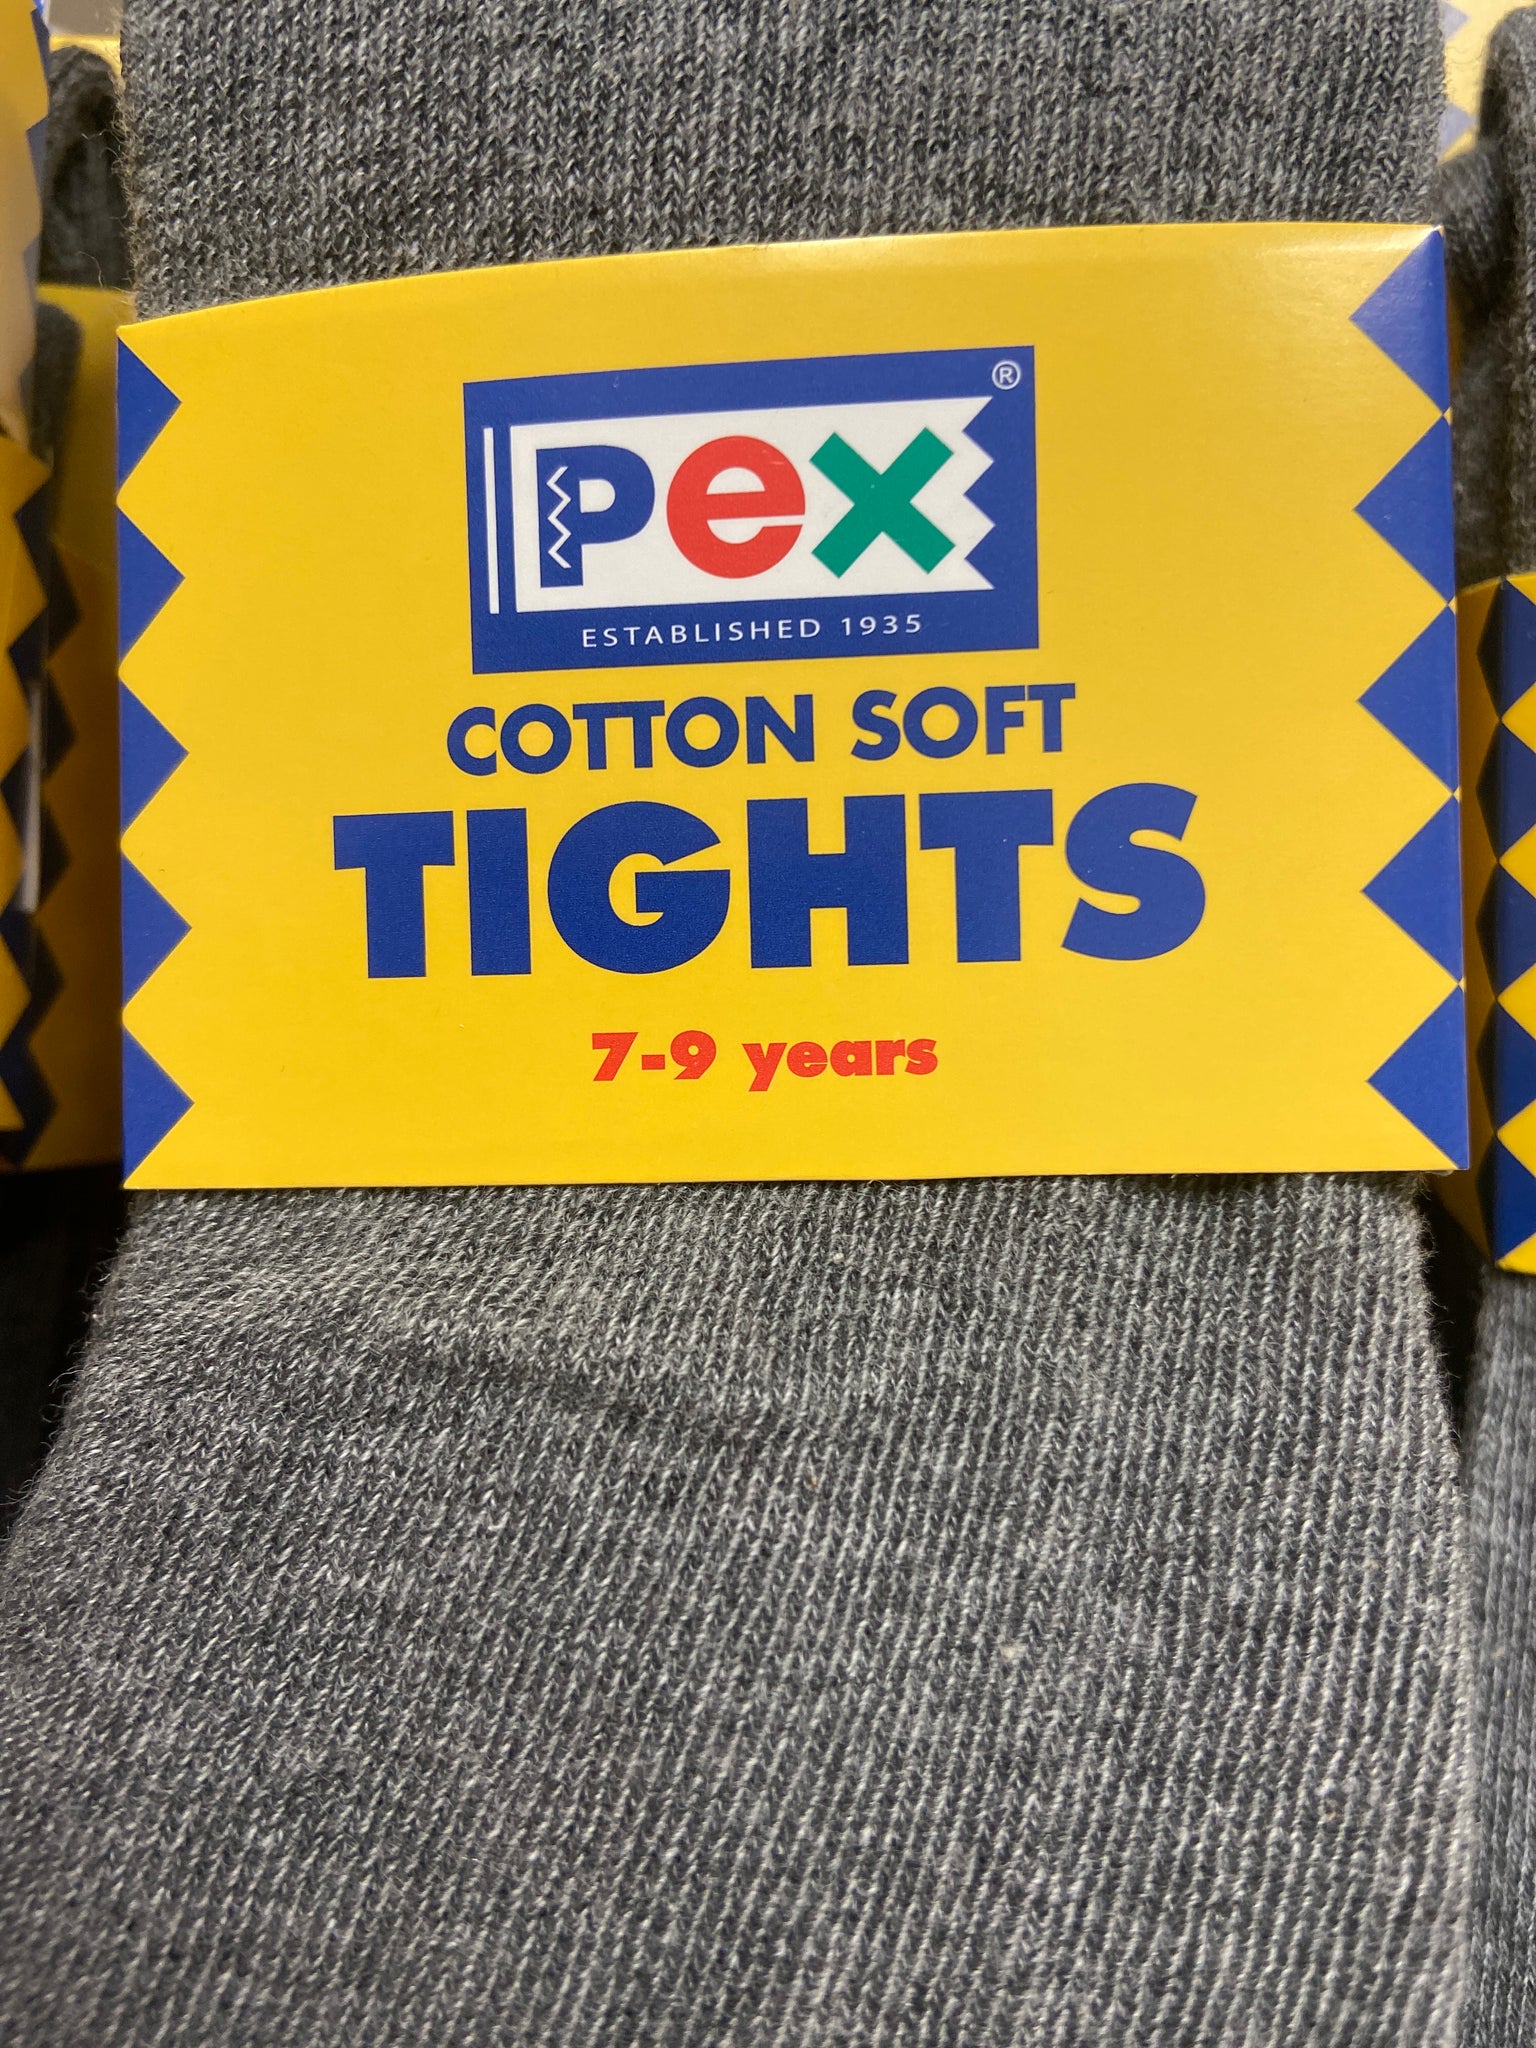 pex®
ESTABLISHED 1935
COTTON SOFT
TIGHTS
7-9 years